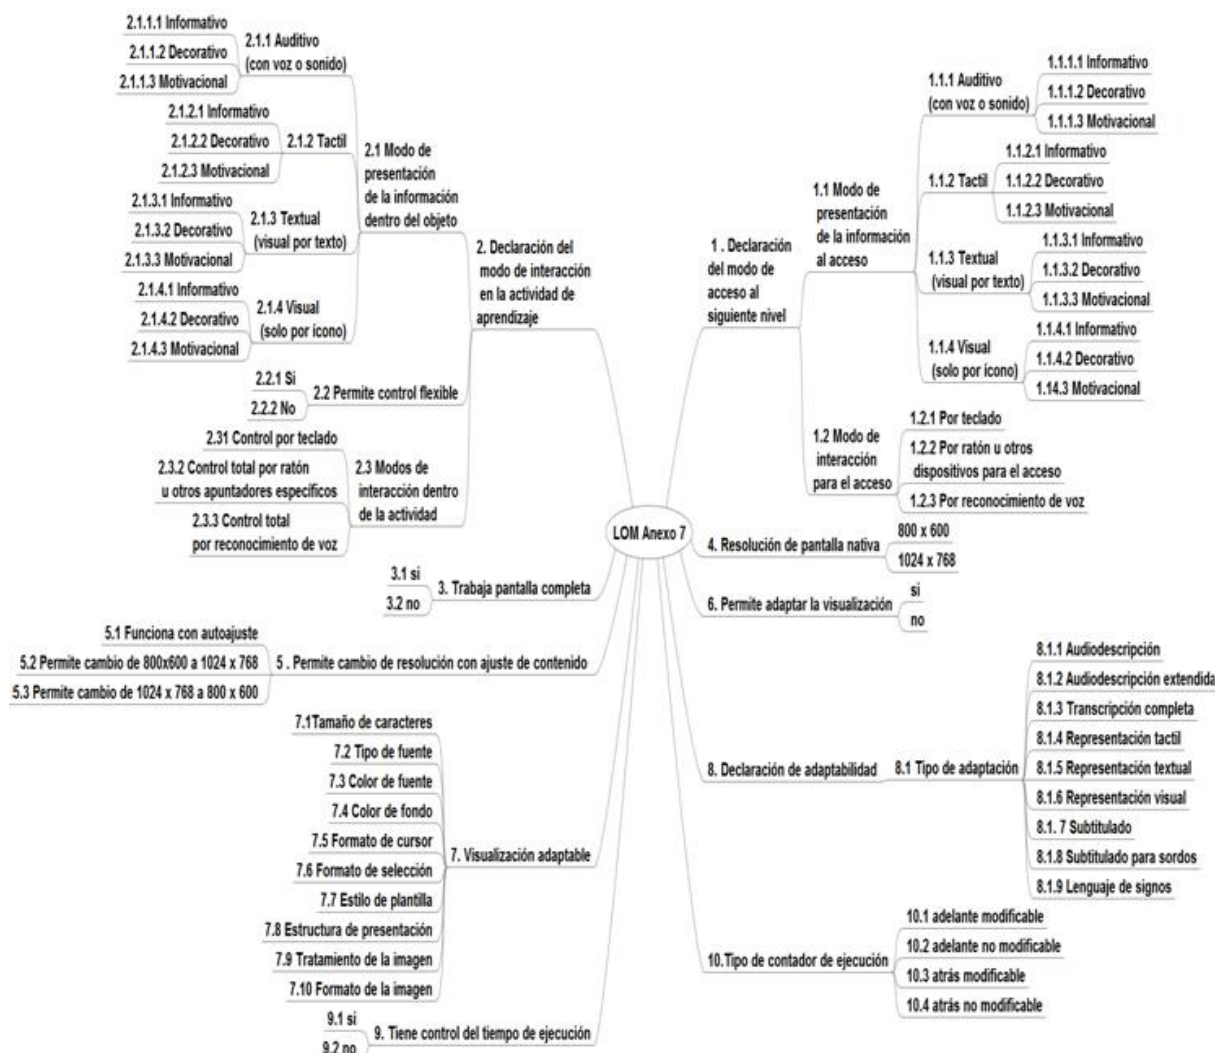 2.1.1.1 Informativo
2.1.1.2 Decorativo
2.1.1.3 Motivacional
2.1.1 Auditivo
(con voz o sonido)
2.1.2.1 Informativo
2.1.2.2 Decorativo
2.1.2.3 Motivacional
2.1.2 Tactil
2.1.3.1 Informativo
2.1.3.2 Decorativo
2.1.3.3 Motivacional
2.1.3 Textual
(visual por texto)
2.1.4.1 Informativo
2.1.4.2 Decorativo
2.1.4.3 Motivacional
2.1.4 Visual
(solo por ícono)
2.1 Modo de
presentación
de la información
dentro del objeto
2.2.1 Si
2.2.2 No
2.2 Permite control flexible
2.31 Control por teclado
2.3.2 Control total por ratón
u otros apuntadores específicos
2.3.3 Control total
por reconocimiento de voz
2.3 Modos de
interacción dentro
de la actividad
2. Declaración del
modo de interacción
en la actividad de
aprendizaje
3.1 si
3.2 no
3. Trabaja pantalla completa
5.1 Funciona con autoajuste
5.2 Permite cambio de 800x600 a 1024 x 768
5.3 Permite cambio de 1024 x 768 a 800 x 600
5 . Permite cambio de resolución con ajuste de contenido
7.1Tamaño de caracteres
7.2 Tipo de fuente
7.3 Color de fuente
7.4 Color de fondo
7.5 Formato de cursor
7.6 Formato de selección
7.7 Estilo de plantilla
7.8 Estructura de presentación
7.9 Tratamiento de la imagen
7.10 Formato de la imagen
7. Visualización adaptable
9.1 si
9.2 no
9. Tiene control del tiempo de ejecución
LOM Anexo 7
1 . Declaración
del modo de
acceso al
siguiente nivel
1.1 Modo de
presentación
de la información
al acceso
1.1.1 Auditivo
(con voz o sonido)
1.1.1.1 Informativo
1.1.1.2 Decorativo
1.1.1.3 Motivacional
1.1.2 Tactil
1.1.2.1 Informativo
1.1.2.2 Decorativo
1.1.2.3 Motivacional
1.1.3 Textual
(visual por texto)
1.1.3.1 Informativo
1.1.3.2 Decorativo
1.1.3.3 Motivacional
1.1.4 Visual
(solo por ícono)
1.1.4.1 Informativo
1.1.4.2 Decorativo
1.14.3 Motivacional
1.2 Modo de
interacción
para el acceso
1.2.1 Por teclado
1.2.2 Por ratón u otros
dispositivos para el acceso
1.2.3 Por reconocimiento de voz
4. Resolución de pantalla nativa
800 x 600
1024 x 768
6. Permite adaptar la visualización
si
no
8. Declaración de adaptabilidad
8.1 Tipo de adaptación
8.1.1 Audiodescripción
8.1.2 Audiodescripción extendida
8.1.3 Transcripción completa
8.1.4 Representación tactil
8.1.5 Representación textual
8.1.6 Representación visual
8.1. 7 Subtitulado
8.1.8 Subtitulado para sordos
8.1.9 Lenguaje de signos
10.Tipo de contador de ejecución
10.1 adelante modificable
10.2 adelante no modificable
10.3 atrás modificable
10.4 atrás no modificable